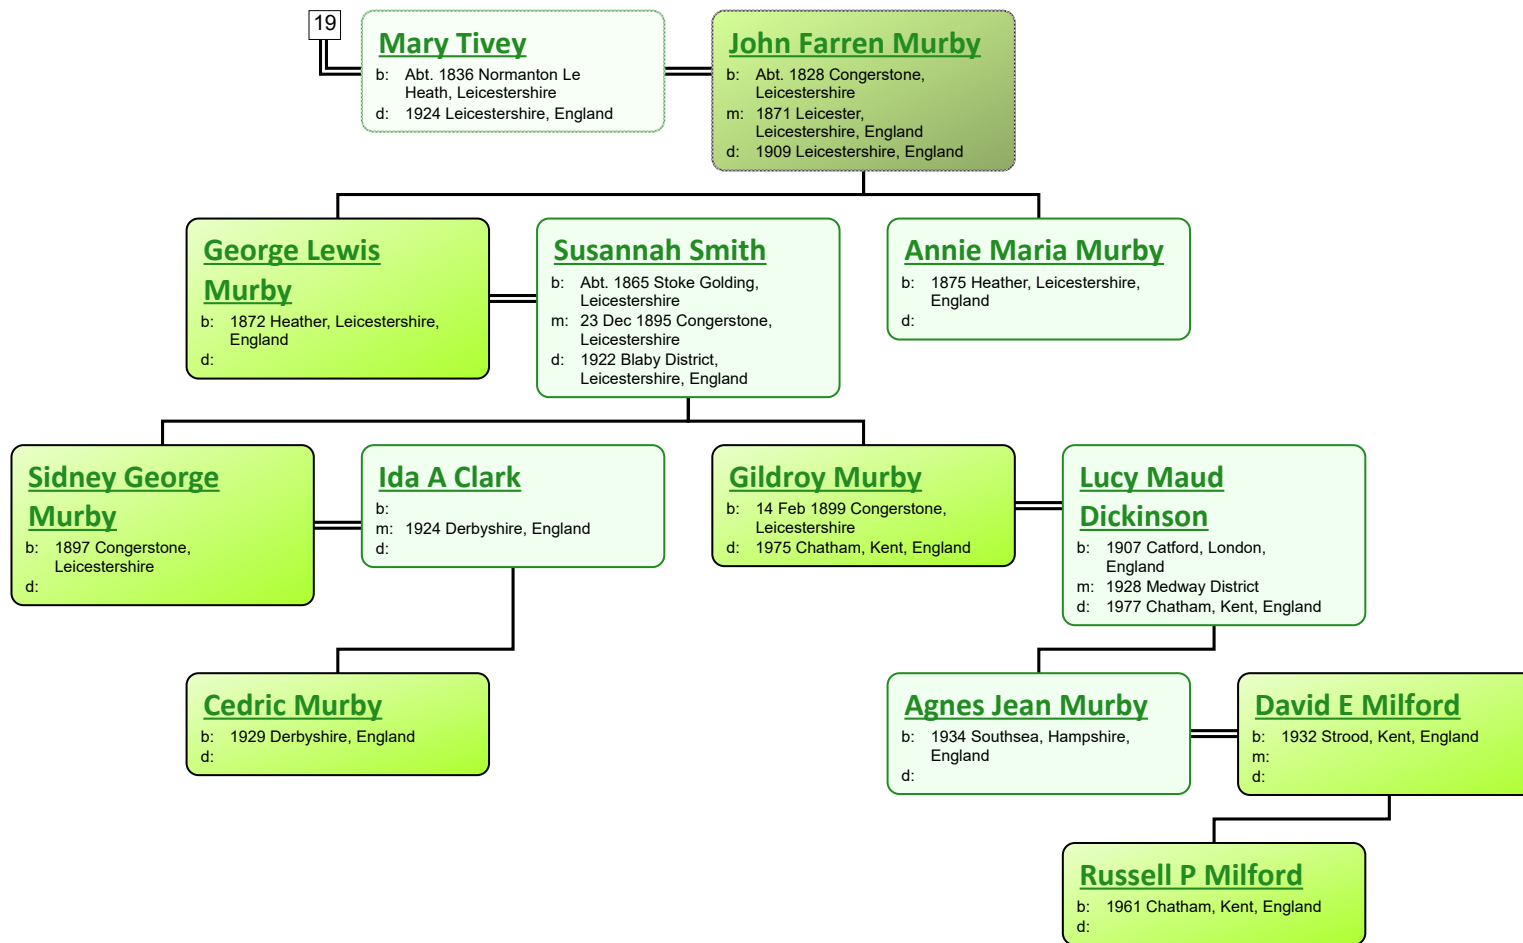 19
Mary Tivey
b: Abt. 1836 Normanton Le
Heath, Leicestershire
d: 1924 Leicestershire, England
John Farren Murby
b: Abt. 1828 Congerstone,
Leicestershire
m: 1871 Leicester,
Leicestershire, England
d: 1909 Leicestershire, England
George Lewis
Murby
b: 1872 Heather, Leicestershire,
England
d:
Susannah Smith
b: Abt. 1865 Stoke Golding,
Leicestershire
m: 23 Dec 1895 Congerstone,
Leicestershire
d: 1922 Blaby District,
Leicestershire, England
Annie Maria Murby
b: 1875 Heather, Leicestershire,
England
d:
Sidney George
Murby
b: 1897 Congerstone,
Leicestershire
d:
Ida A Clark
b:
m: 1924 Derbyshire, England
d:
Gildroy Murby
b: 14 Feb 1899 Congerstone,
Leicestershire
d: 1975 Chatham, Kent, England
Lucy Maud
Dickinson
b: 1907 Catford, London,
England
m: 1928 Medway District
d: 1977 Chatham, Kent, England
Cedric Murby
b: 1929 Derbyshire, England
d:
Agnes Jean Murby
b: 1934 Southsea, Hampshire,
England
d:
David E Milford
b: 1932 Strood, Kent, England
m:
d:
Russell P Milford
b: 1961 Chatham, Kent, England
d: